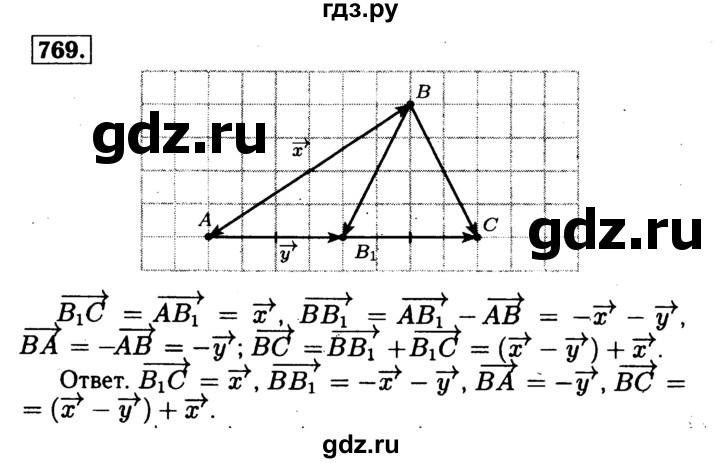 гдз.ру
769.
B
gdz.ru
x⃗
A
C
gdz.ru
y⃗
B₁
B₁C⃗ = AB₁⃗ = x⃗, BB₁⃗ = AB₁⃗ − AB⃗ = −x⃗ − y⃗,
BA⃗ = −AB⃗ = −y⃗; BC⃗ = BB₁⃗ + B₁C⃗ = (x⃗ − y⃗) + x⃗.
Ответ. B₁C⃗ = x⃗, BB₁⃗ = −x⃗ − y⃗, BA⃗ = −y⃗, BC⃗ =
= (x⃗ − y⃗) + x⃗.
gdz.ru